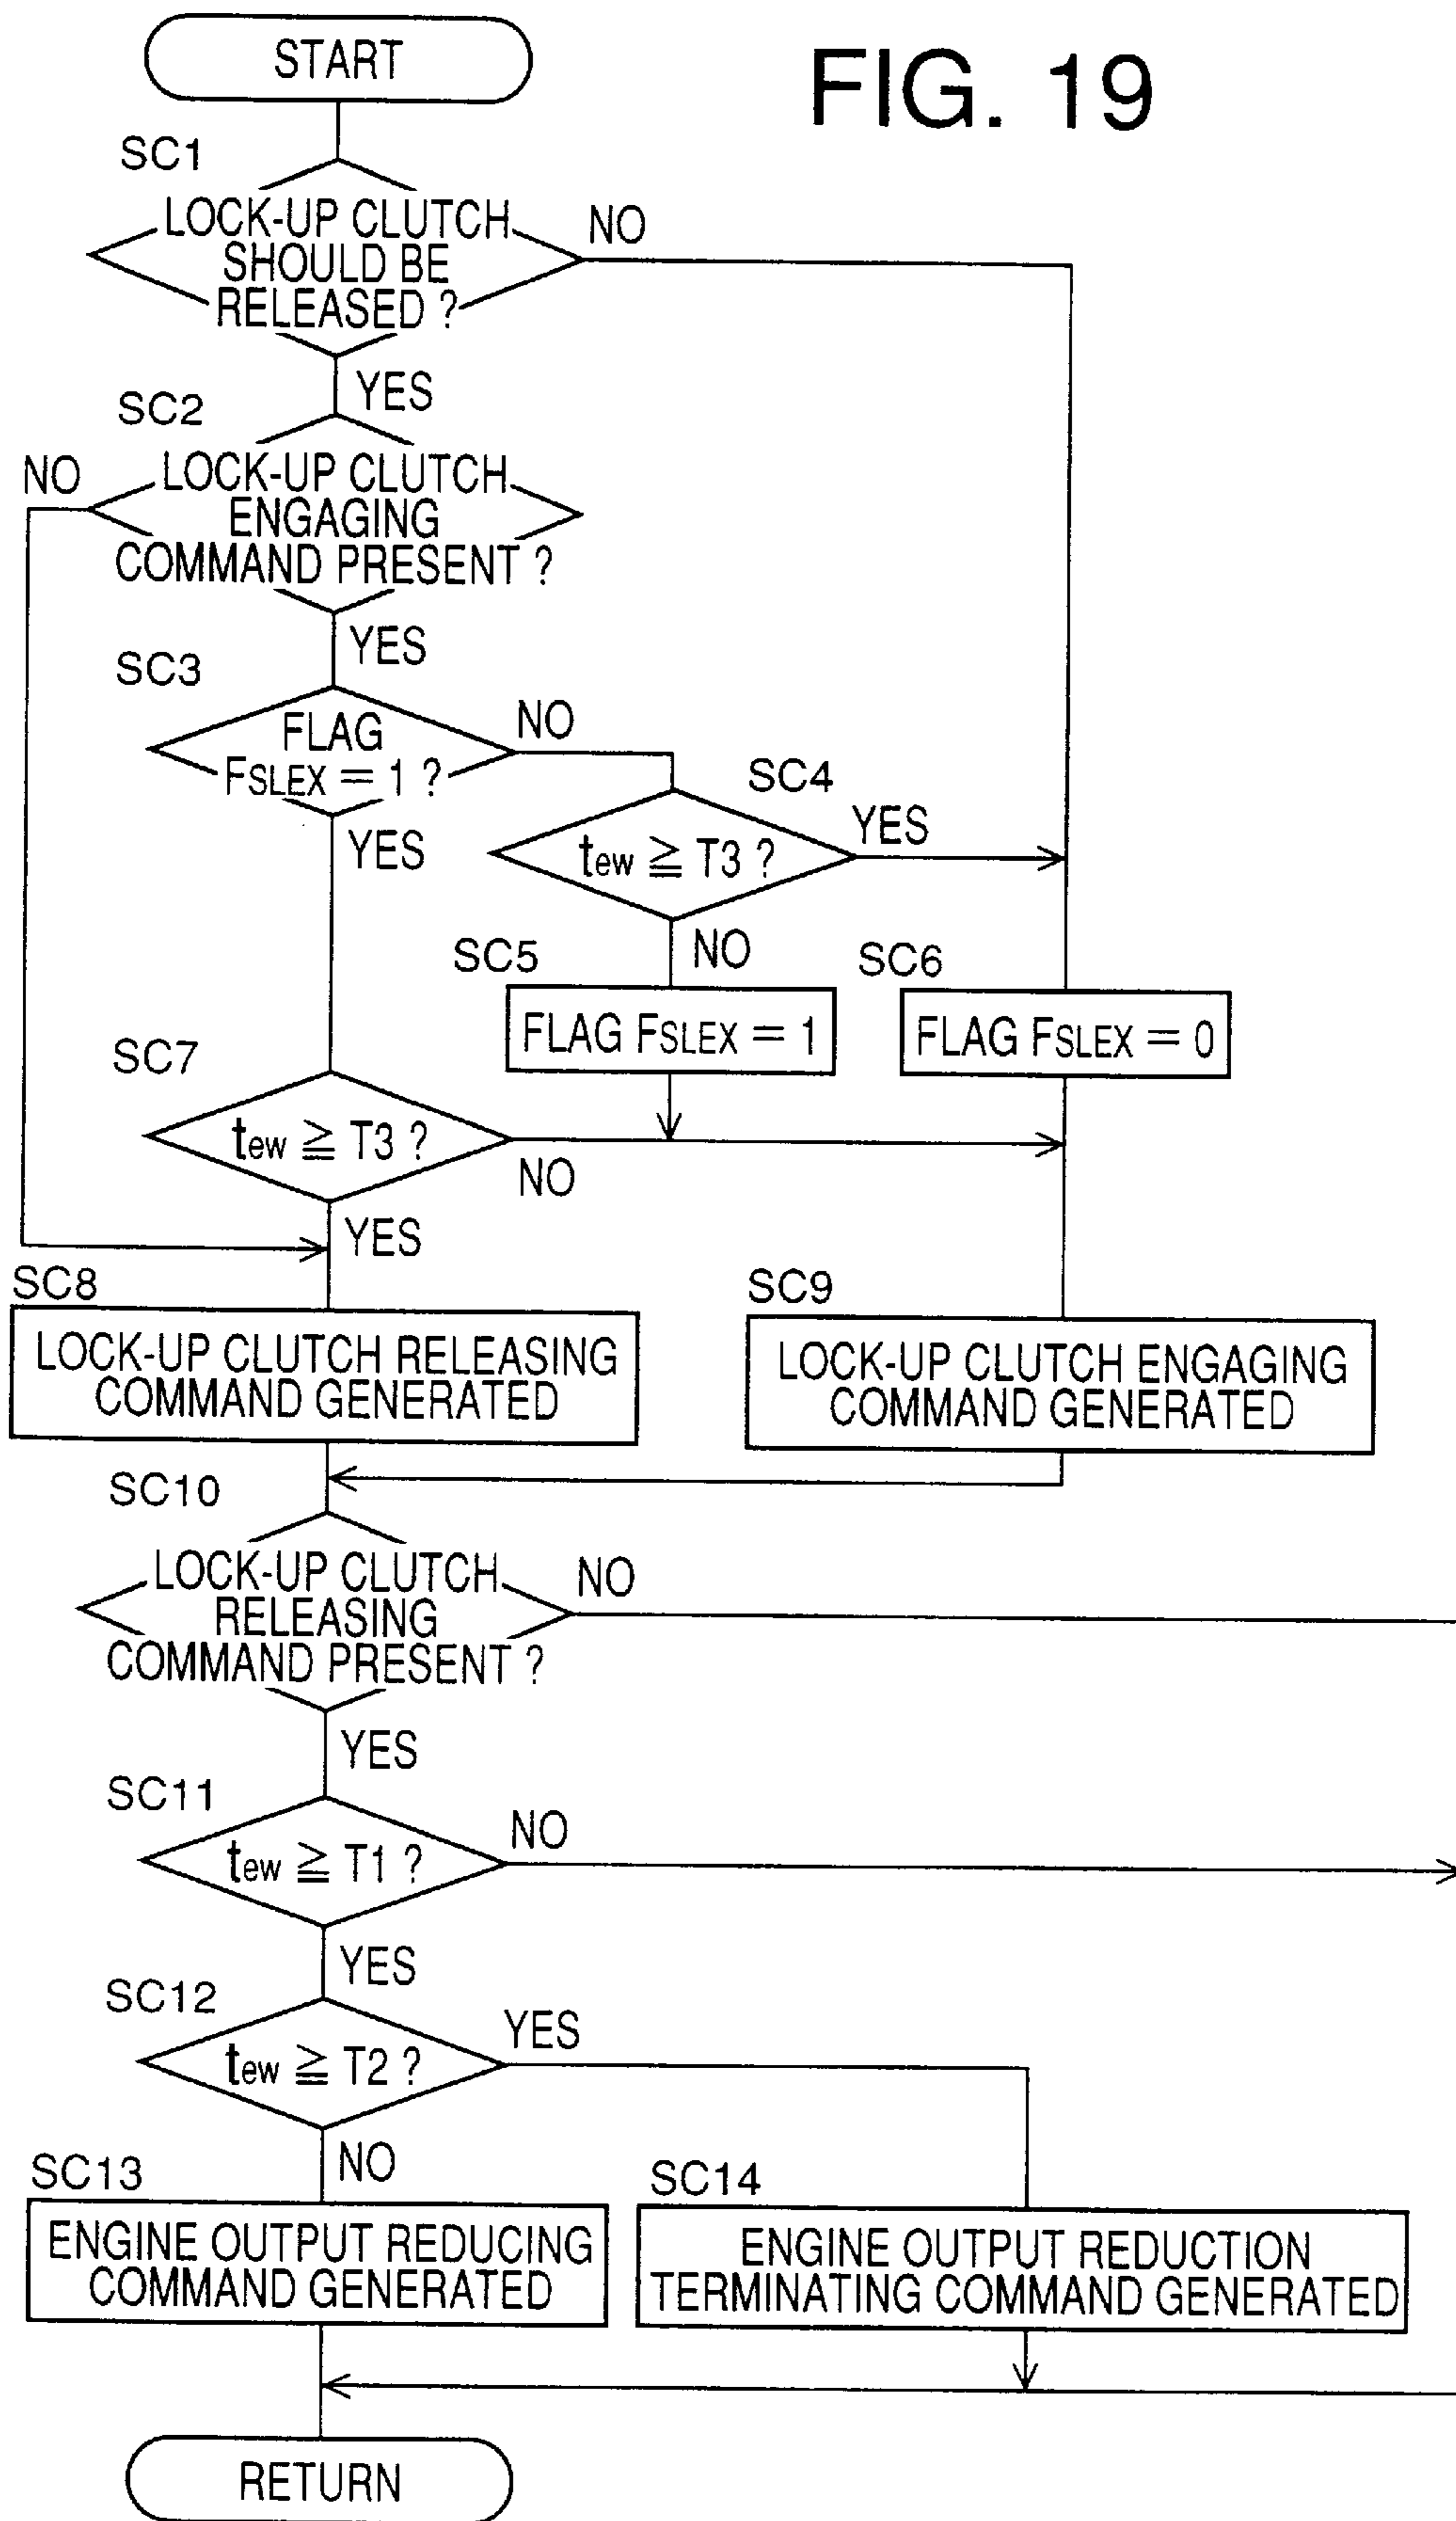 FIG. 19
START
SC1
LOCK-UP CLUTCH
SHOULD BE
RELEASED ?
NO
YES
SC2
NO
LOCK-UP CLUTCH
ENGAGING
COMMAND PRESENT ?
YES
SC3
FLAG
FSLEX = 1 ?
NO
YES
SC4
tew ≧ T3 ?
YES
NO
SC5
FLAG FSLEX = 1
SC6
FLAG FSLEX = 0
SC7
tew ≧ T3 ?
NO
YES
SC8
LOCK-UP CLUTCH RELEASING
COMMAND GENERATED
SC9
LOCK-UP CLUTCH ENGAGING
COMMAND GENERATED
SC10
LOCK-UP CLUTCH
RELEASING
COMMAND PRESENT ?
NO
YES
SC11
tew ≧ T1 ?
NO
YES
SC12
tew ≧ T2 ?
YES
NO
SC13
ENGINE OUTPUT REDUCING
COMMAND GENERATED
SC14
ENGINE OUTPUT REDUCTION
TERMINATING COMMAND GENERATED
RETURN